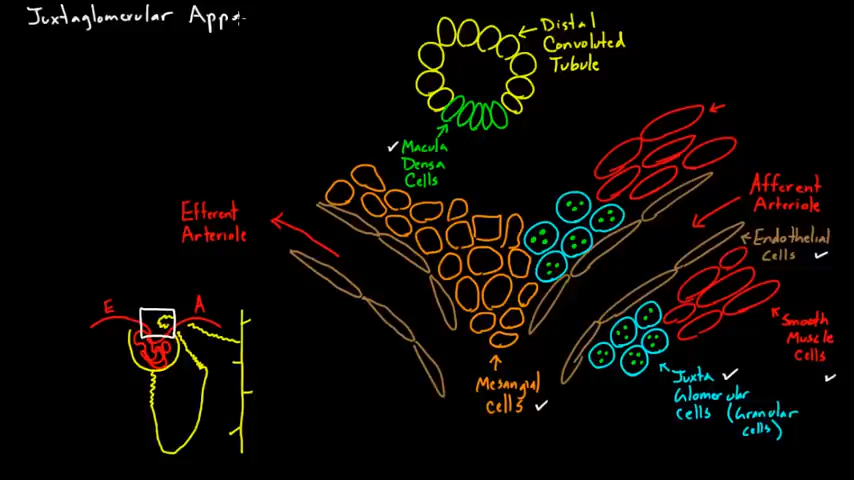 Juxtaglomerular App
Distal
Convoluted
Tubule
Macula
Densa
Cells
Efferent
Arteriole
Afferent
Arteriole
Endothelial
Cells
E
A
Smooth
Muscle
Cells
Mesangial
Cells
Juxta
Glomerular
Cells (Granular
Cells)